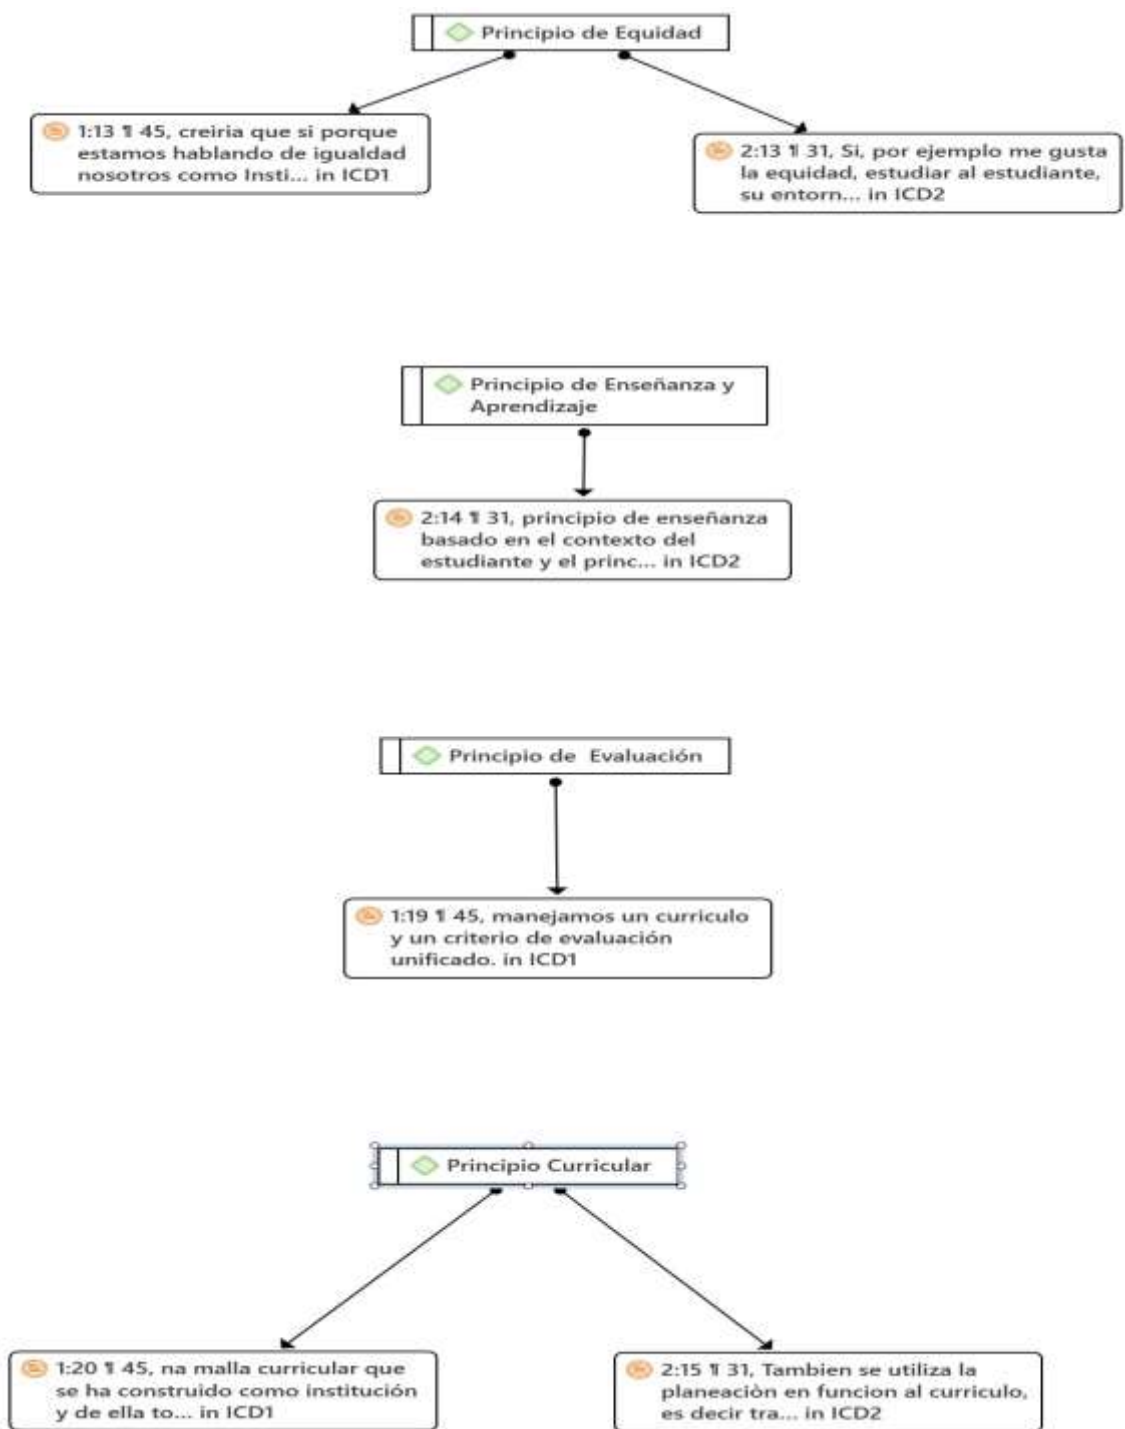 Principio de Equidad
1:13 ¶ 45, creiria que si porque
estamos hablando de igualdad
nosotros como Insti... in ICD1
2:13 ¶ 31, Si, por ejemplo me gusta
la equidad, estudiar al estudiante,
su entorn... in ICD2
Principio de Enseñanza y
Aprendizaje
2:14 ¶ 31, principio de enseñanza
basado en el contexto del
estudiante y el princ... in ICD2
Principio de Evaluación
1:19 ¶ 45, manejamos un curriculo
y un criterio de evaluación
unificado. in ICD1
Principio Curricular
1:20 ¶ 45, na malla curricular que
se ha construido como institución
y de ella to... in ICD1
2:15 ¶ 31, Tambien se utiliza la
planeaciòn en funcion al curriculo,
es decir tra... in ICD2